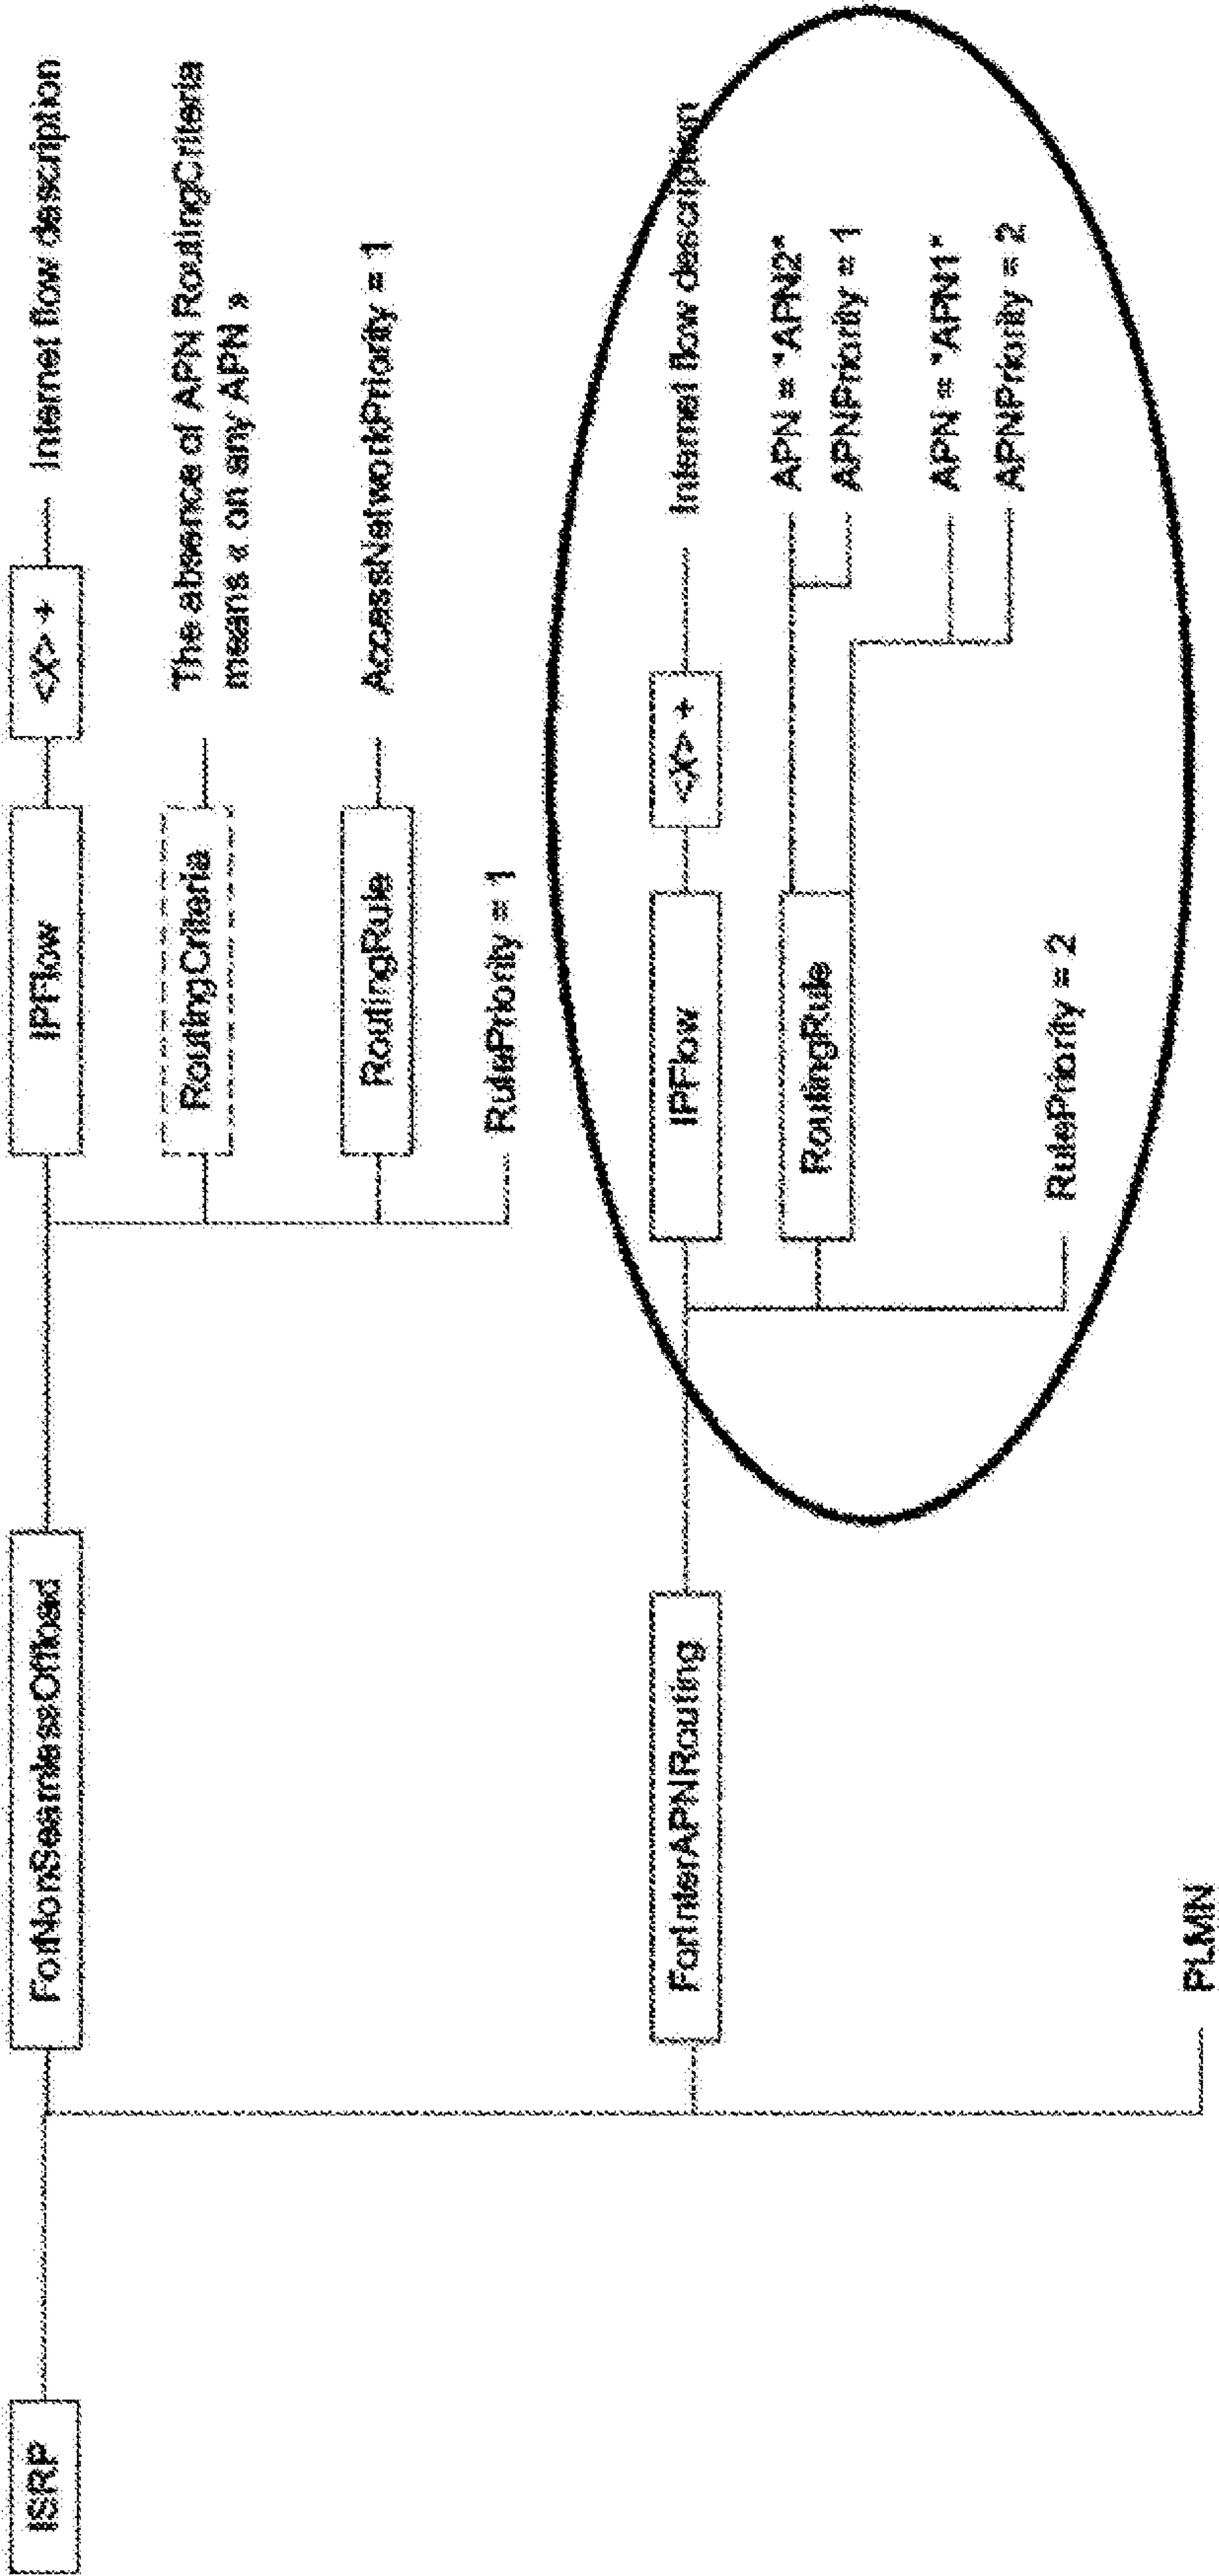 ISRP
ForNonSeamlessOffload
IPFlow
<X> +
Internet flow description
RoutingCriteria
The absence of APN RoutingCriteria
means « on any APN »
RoutingRule
AccessNetworkPriority = 1
RulePriority = 1
ForInterAPNRouting
IPFlow
<X> +
Internet flow description
RoutingRule
APN = "APN2"
APNPriority = 1
APN = "APN1"
APNPriority = 2
RulePriority = 2
PLMN